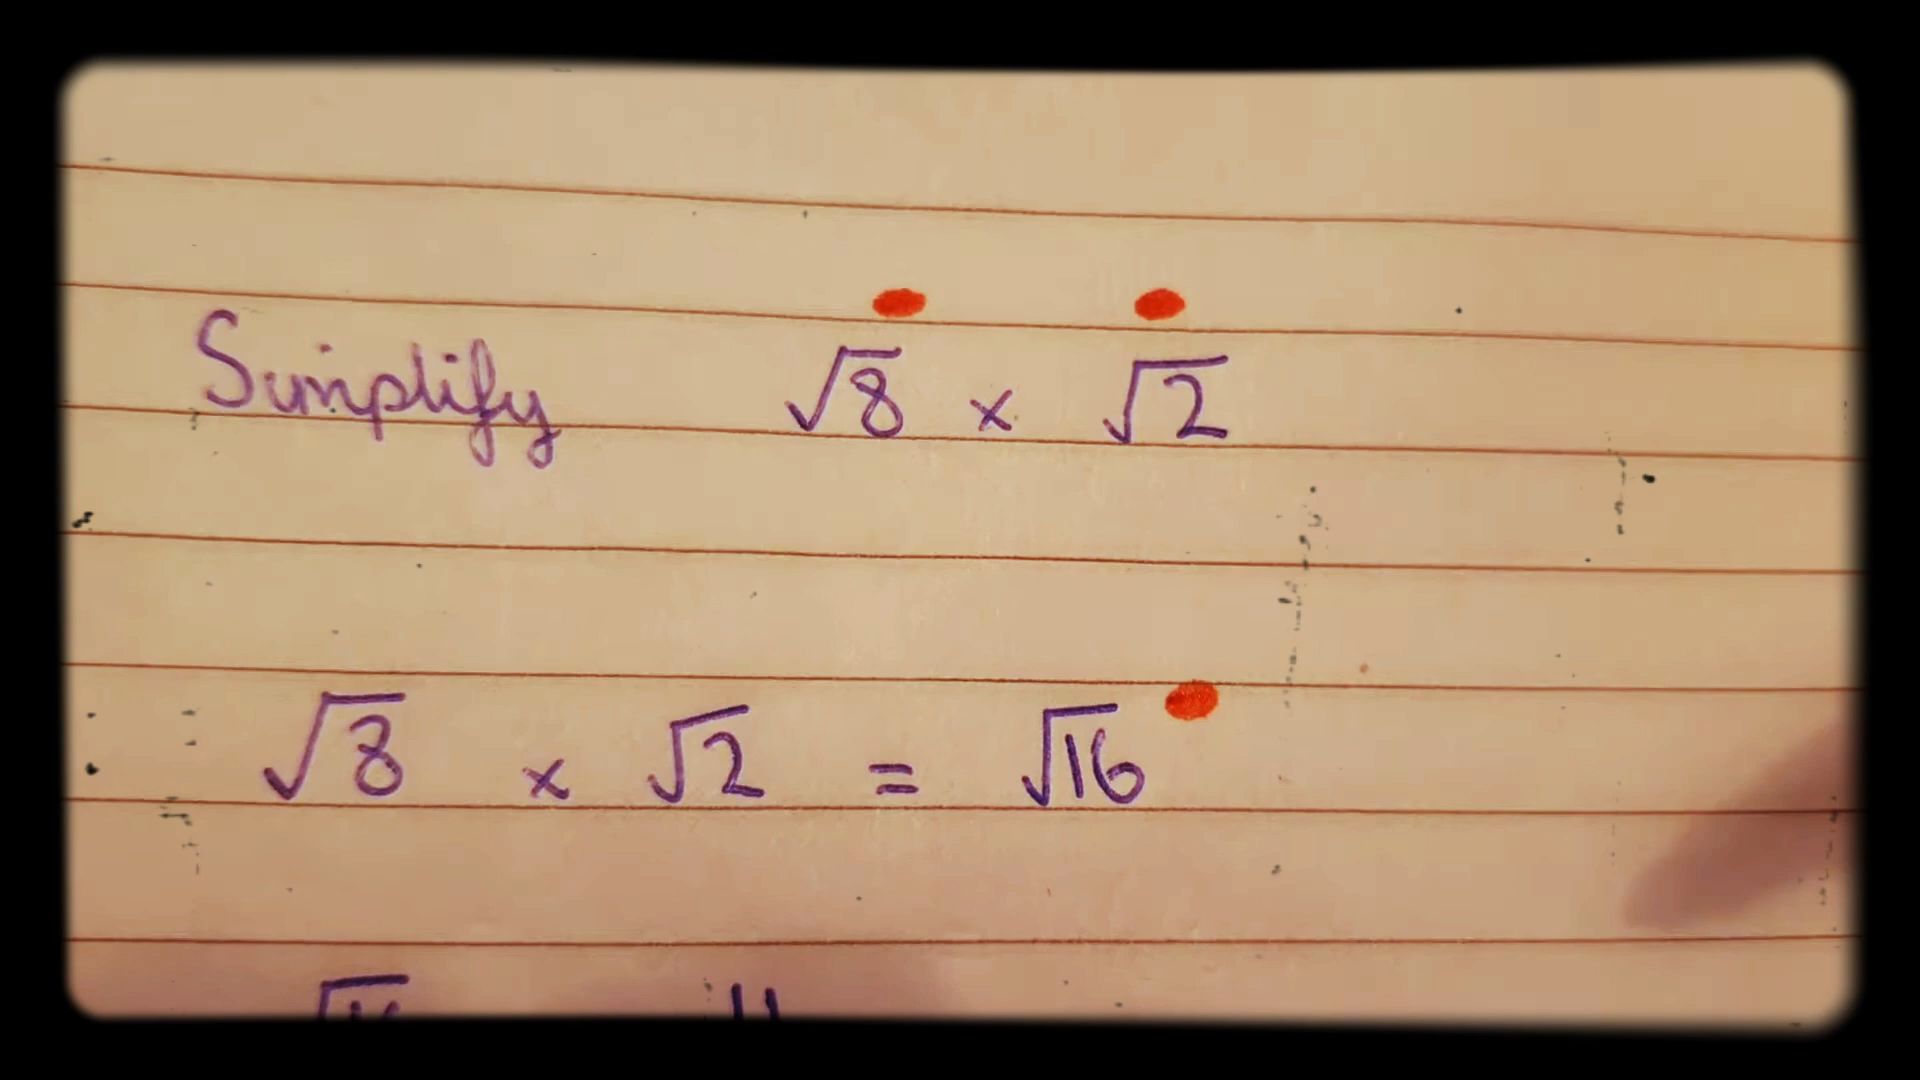 Simplify √8 × √2
√8 × √2 = √16